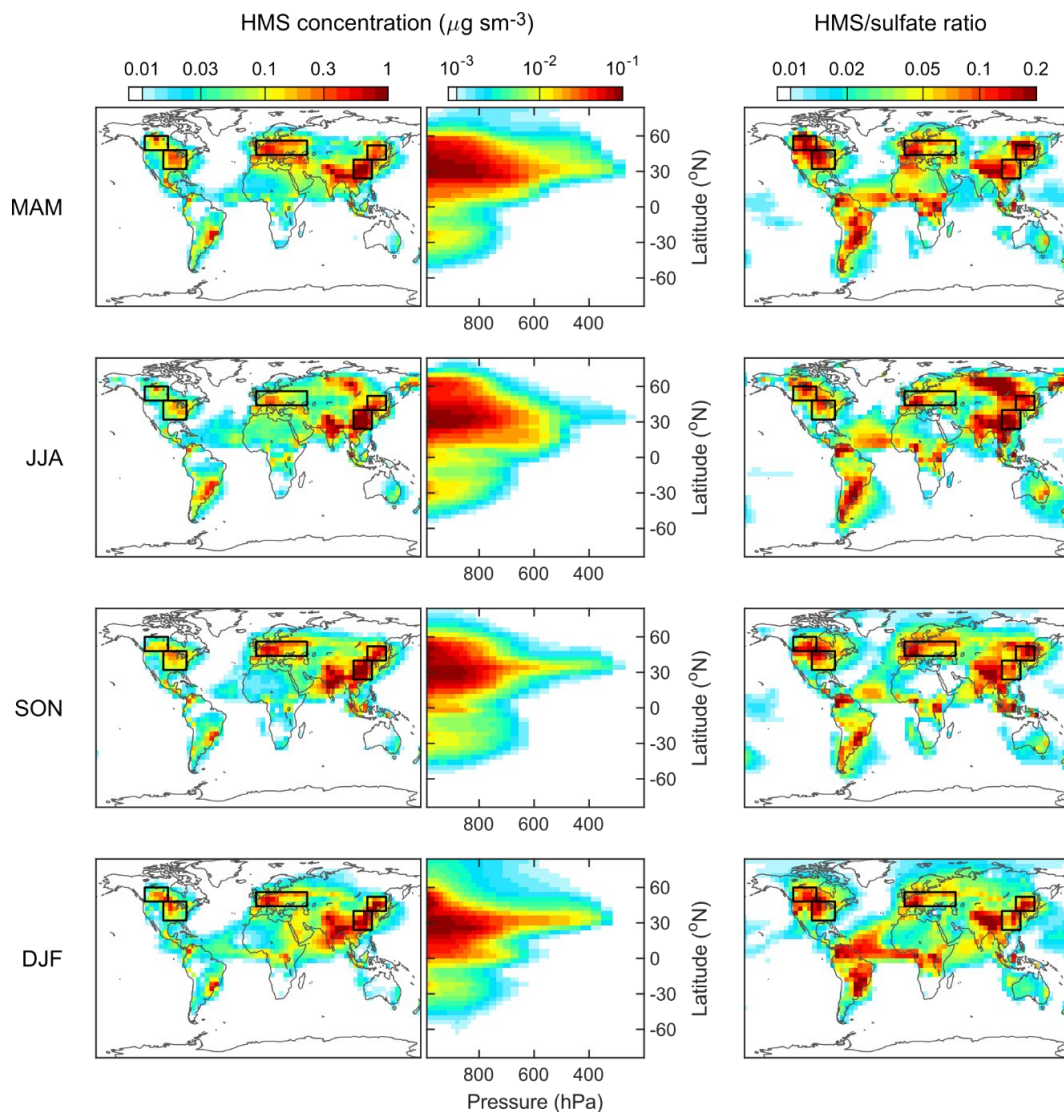 HMS concentration (μg sm-3)
HMS/sulfate ratio
0.01 0.03 0.1 0.3 1
10-3 10-2 10-1
0.01 0.02 0.05 0.1 0.2
MAM
60
30
0
-30
-60
Latitude (oN)
800 600 400
JJA
60
30
0
-30
-60
Latitude (oN)
800 600 400
SON
60
30
0
-30
-60
Latitude (oN)
800 600 400
DJF
60
30
0
-30
-60
Latitude (oN)
800 600 400
Pressure (hPa)